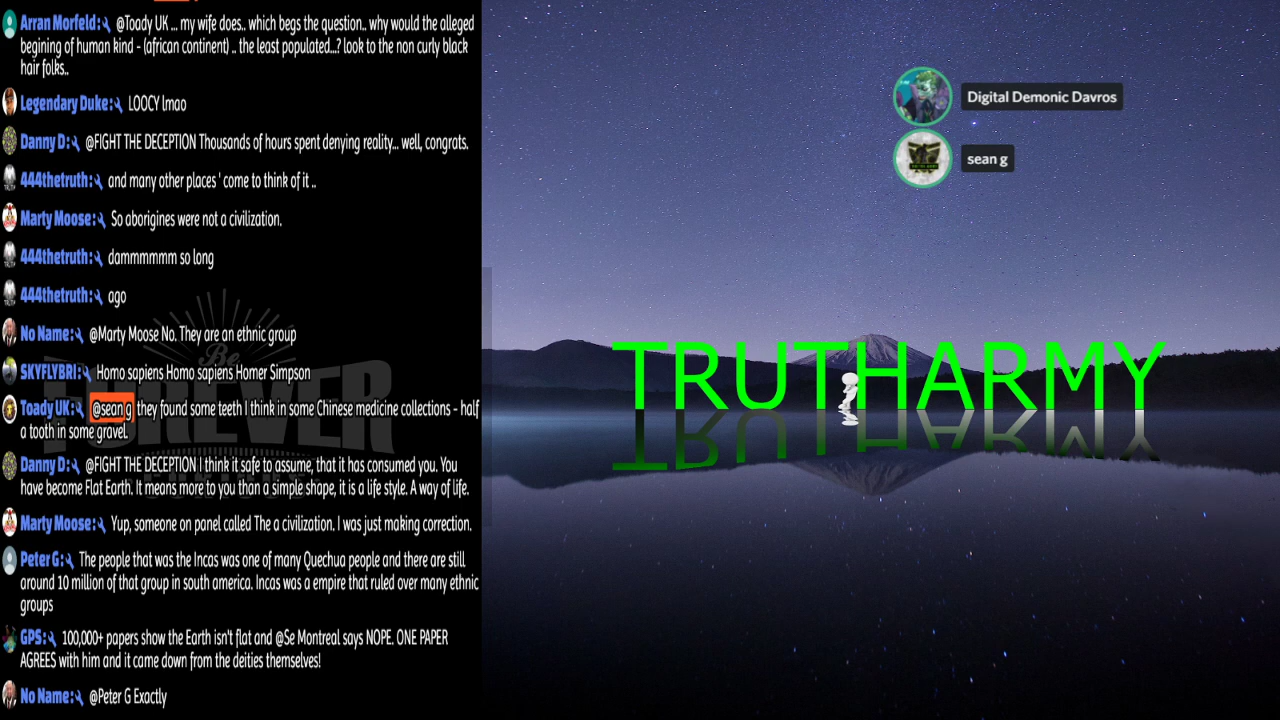 Arran Morfeld: @Toady UK ... my wife does.. which begs the question.. why would the alleged
begining of human kind - (african continent) .. the least populated...? look to the non curly black
hair folks..
Legendary Duke: LOOCY lmao
Danny D: @FIGHT THE DECEPTION Thousands of hours spent denying reality... well, congrats.
444thetruth: and many other places ' come to think of it ..
Marty Moose: So aborigines were not a civilization.
444thetruth: dammmmmm so long
444thetruth: ago
No Name: @Marty Moose No. They are an ethnic group
SKYFLYBRI: Homo sapiens Homo sapiens Homer Simpson
Toady UK: @sean g they found some teeth I think in some Chinese medicine collections - half
a tooth in some gravel.
Danny D: @FIGHT THE DECEPTION I think it safe to assume, that it has consumed you. You
have become Flat Earth. It means more to you than a simple shape, it is a life style. A way of life.
Marty Moose: Yup, someone on panel called The a civilization. I was just making correction.
Peter G: The people that was the Incas was one of many Quechua people and there are still
around 10 million of that group in south america. Incas was a empire that ruled over many ethnic
groups
GPS: 100,000+ papers show the Earth isn't flat and @Se Montreal says NOPE. ONE PAPER
AGREES with him and it came down from the deities themselves!
No Name: @Peter G Exactly
Be
FOREVER
Digital Demonic Davros
sean g
TRUTHARMY